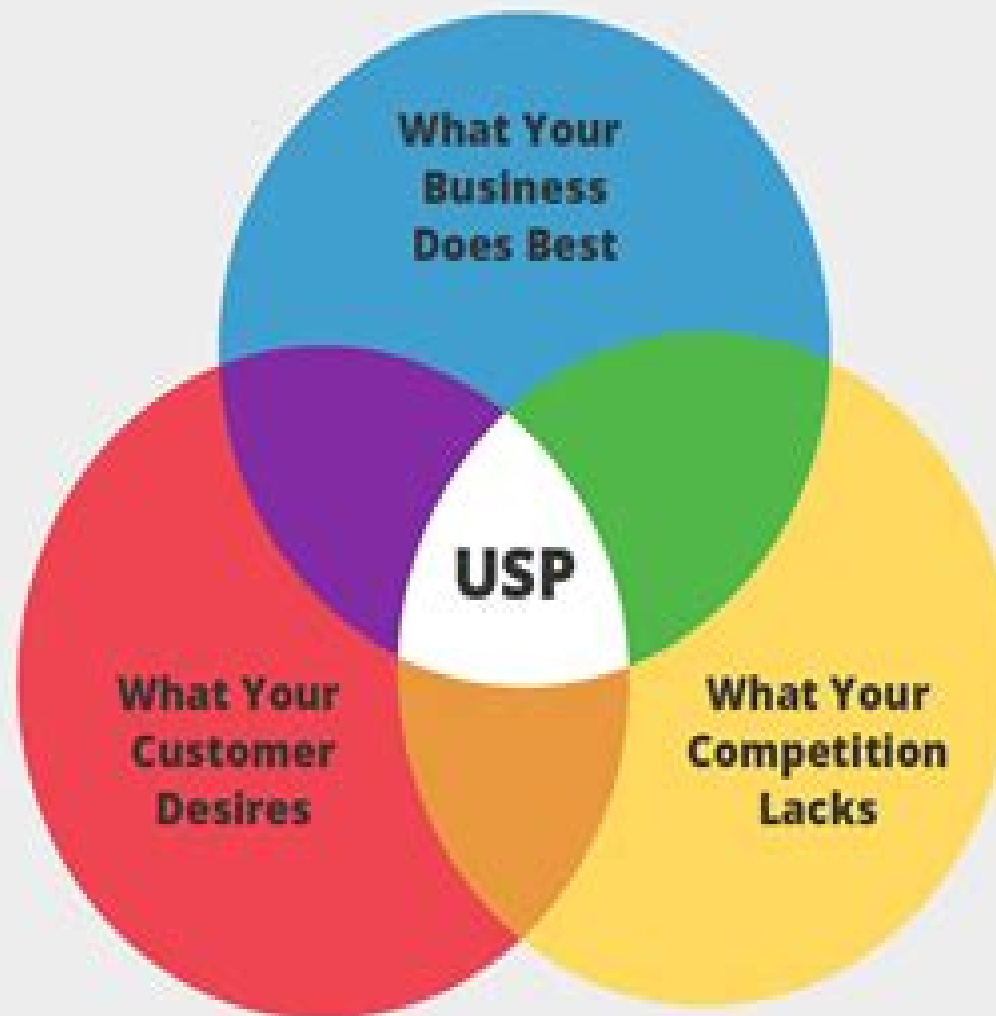 What Your
Business
Does Best
USP
What Your
Customer
Desires
What Your
Competition
Lacks